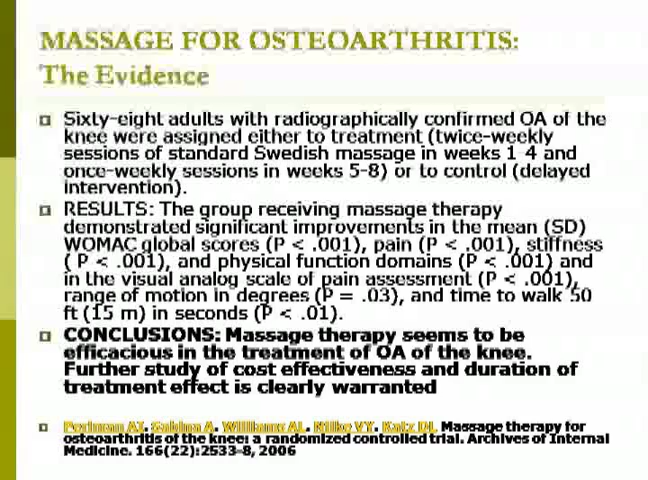 MASSAGE FOR OSTEOARTHRITIS:
The Evidence
Sixty-eight adults with radiographically confirmed OA of the
knee were assigned either to treatment (twice-weekly
sessions of standard Swedish massage in weeks 1-4 and
once-weekly sessions in weeks 5-8) or to control (delayed
intervention).
RESULTS: The group receiving massage therapy
demonstrated significant improvements in the mean (SD)
WOMAC global scores (P < .001), pain (P < .001), stiffness
( P < .001), and physical function domains (P < .001) and
in the visual analog scale of pain assessment (P < .001),
range of motion in degrees (P = .03), and time to walk 50
ft (15 m) in seconds (P < .01).
CONCLUSIONS: Massage therapy seems to be
efficacious in the treatment of OA of the knee.
Further study of cost effectiveness and duration of
treatment effect is clearly warranted
Perlman AI, Sabina A, Williams AL, Njike VY, Katz DL Massage therapy for
osteoarthritis of the knee: a randomized controlled trial. Archives of Internal
Medicine. 166(22):2533-8, 2006